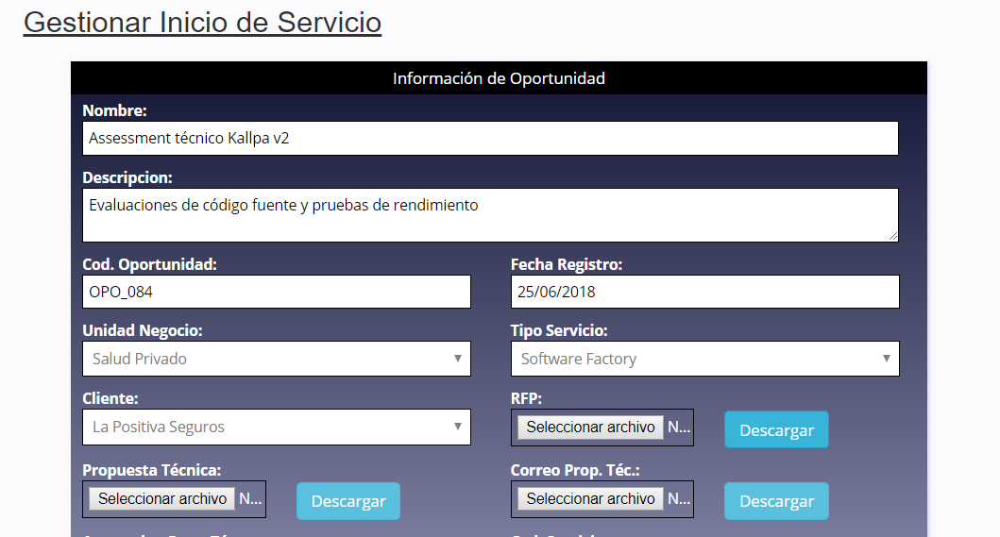 Gestionar Inicio de Servicio
Información de Oportunidad
Nombre:
Assessment técnico Kallpa v2
Descripcion:
Evaluaciones de código fuente y pruebas de rendimiento
Cod. Oportunidad: Fecha Registro:
OPO_084 25/06/2018
Unidad Negocio: Tipo Servicio:
Salud Privado Software Factory
Cliente: RFP:
La Positiva Seguros Seleccionar archivo N... Descargar
Propuesta Técnica: Correo Prop. Téc.:
Seleccionar archivo N... Descargar Seleccionar archivo N... Descargar